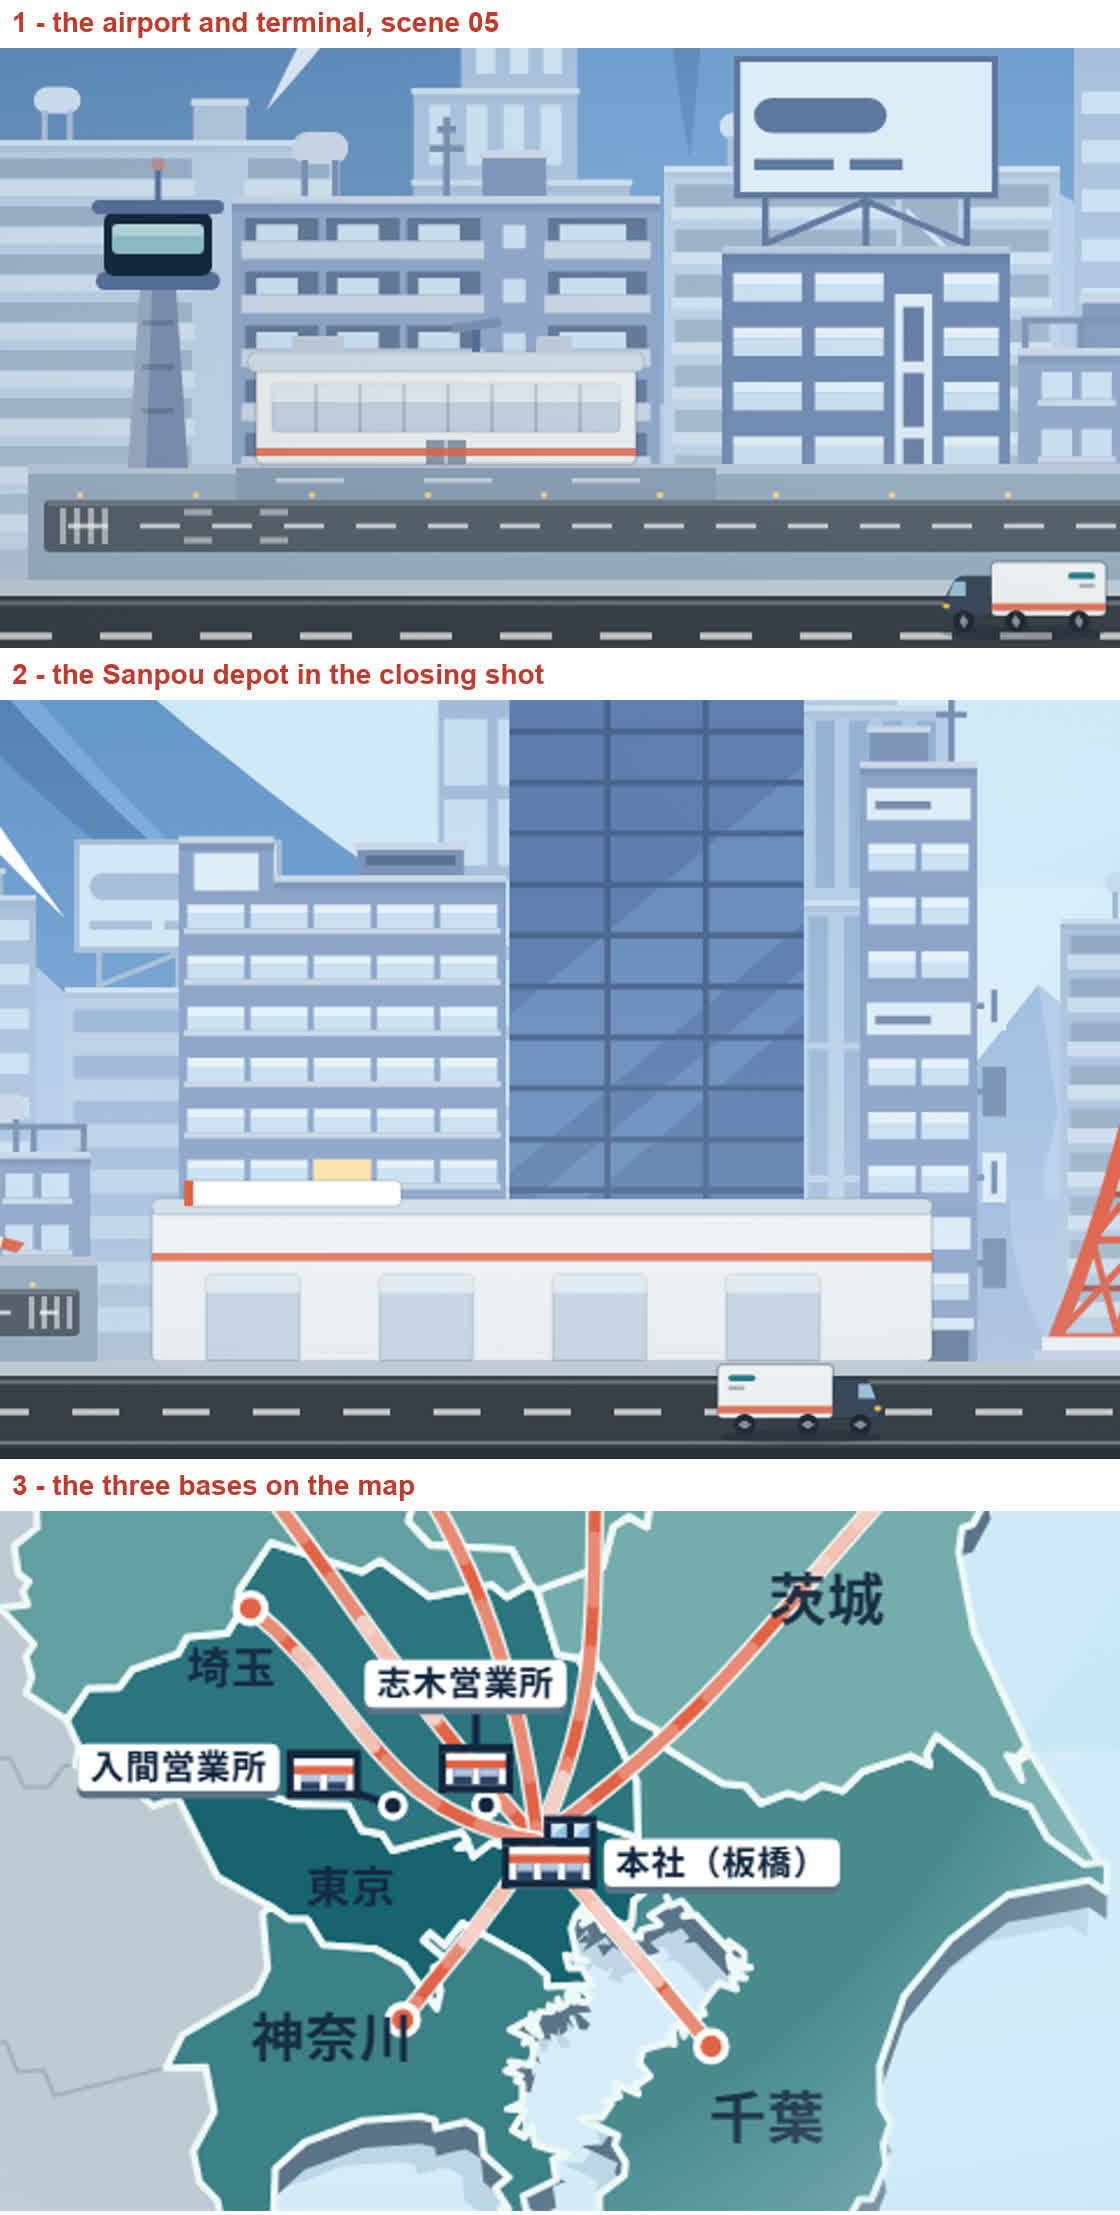 1 - the airport and terminal, scene 05
2 - the Sanpou depot in the closing shot
3 - the three bases on the map
茨城
埼玉
志木営業所
入間営業所
本社（板橋）
東京
神奈川
千葉